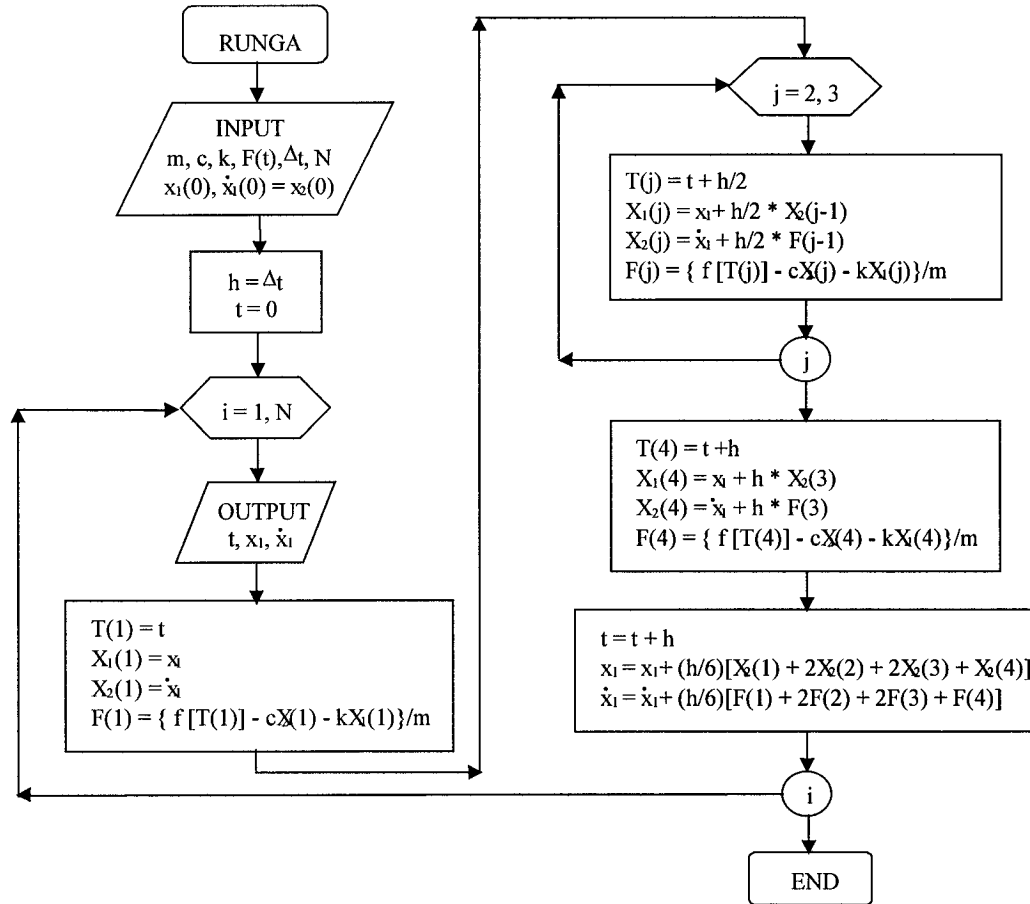 RUNGA
INPUT
m, c, k, F(t), Δt, N
x₁(0), ẋ₁(0) = x₂(0)
h = Δt
t = 0
i = 1, N
OUTPUT
t, x₁, ẋ₁
T(1) = t
X₁(1) = x₁
X₂(1) = ẋ₁
F(1) = { f [T(1)] - cX₂(1) - kX₁(1)}/m
j = 2, 3
T(j) = t + h/2
X₁(j) = x₁ + h/2 * X₂(j-1)
X₂(j) = ẋ₁ + h/2 * F(j-1)
F(j) = { f [T(j)] - cX₂(j) - kX₁(j)}/m
j
T(4) = t +h
X₁(4) = x₁ + h * X₂(3)
X₂(4) = ẋ₁ + h * F(3)
F(4) = { f [T(4)] - cX₂(4) - kX₁(4)}/m
t = t + h
x₁ = x₁ + (h/6)[X₂(1) + 2X₂(2) + 2X₂(3) + X₂(4)]
ẋ₁ = ẋ₁ + (h/6)[F(1) + 2F(2) + 2F(3) + F(4)]
i
END